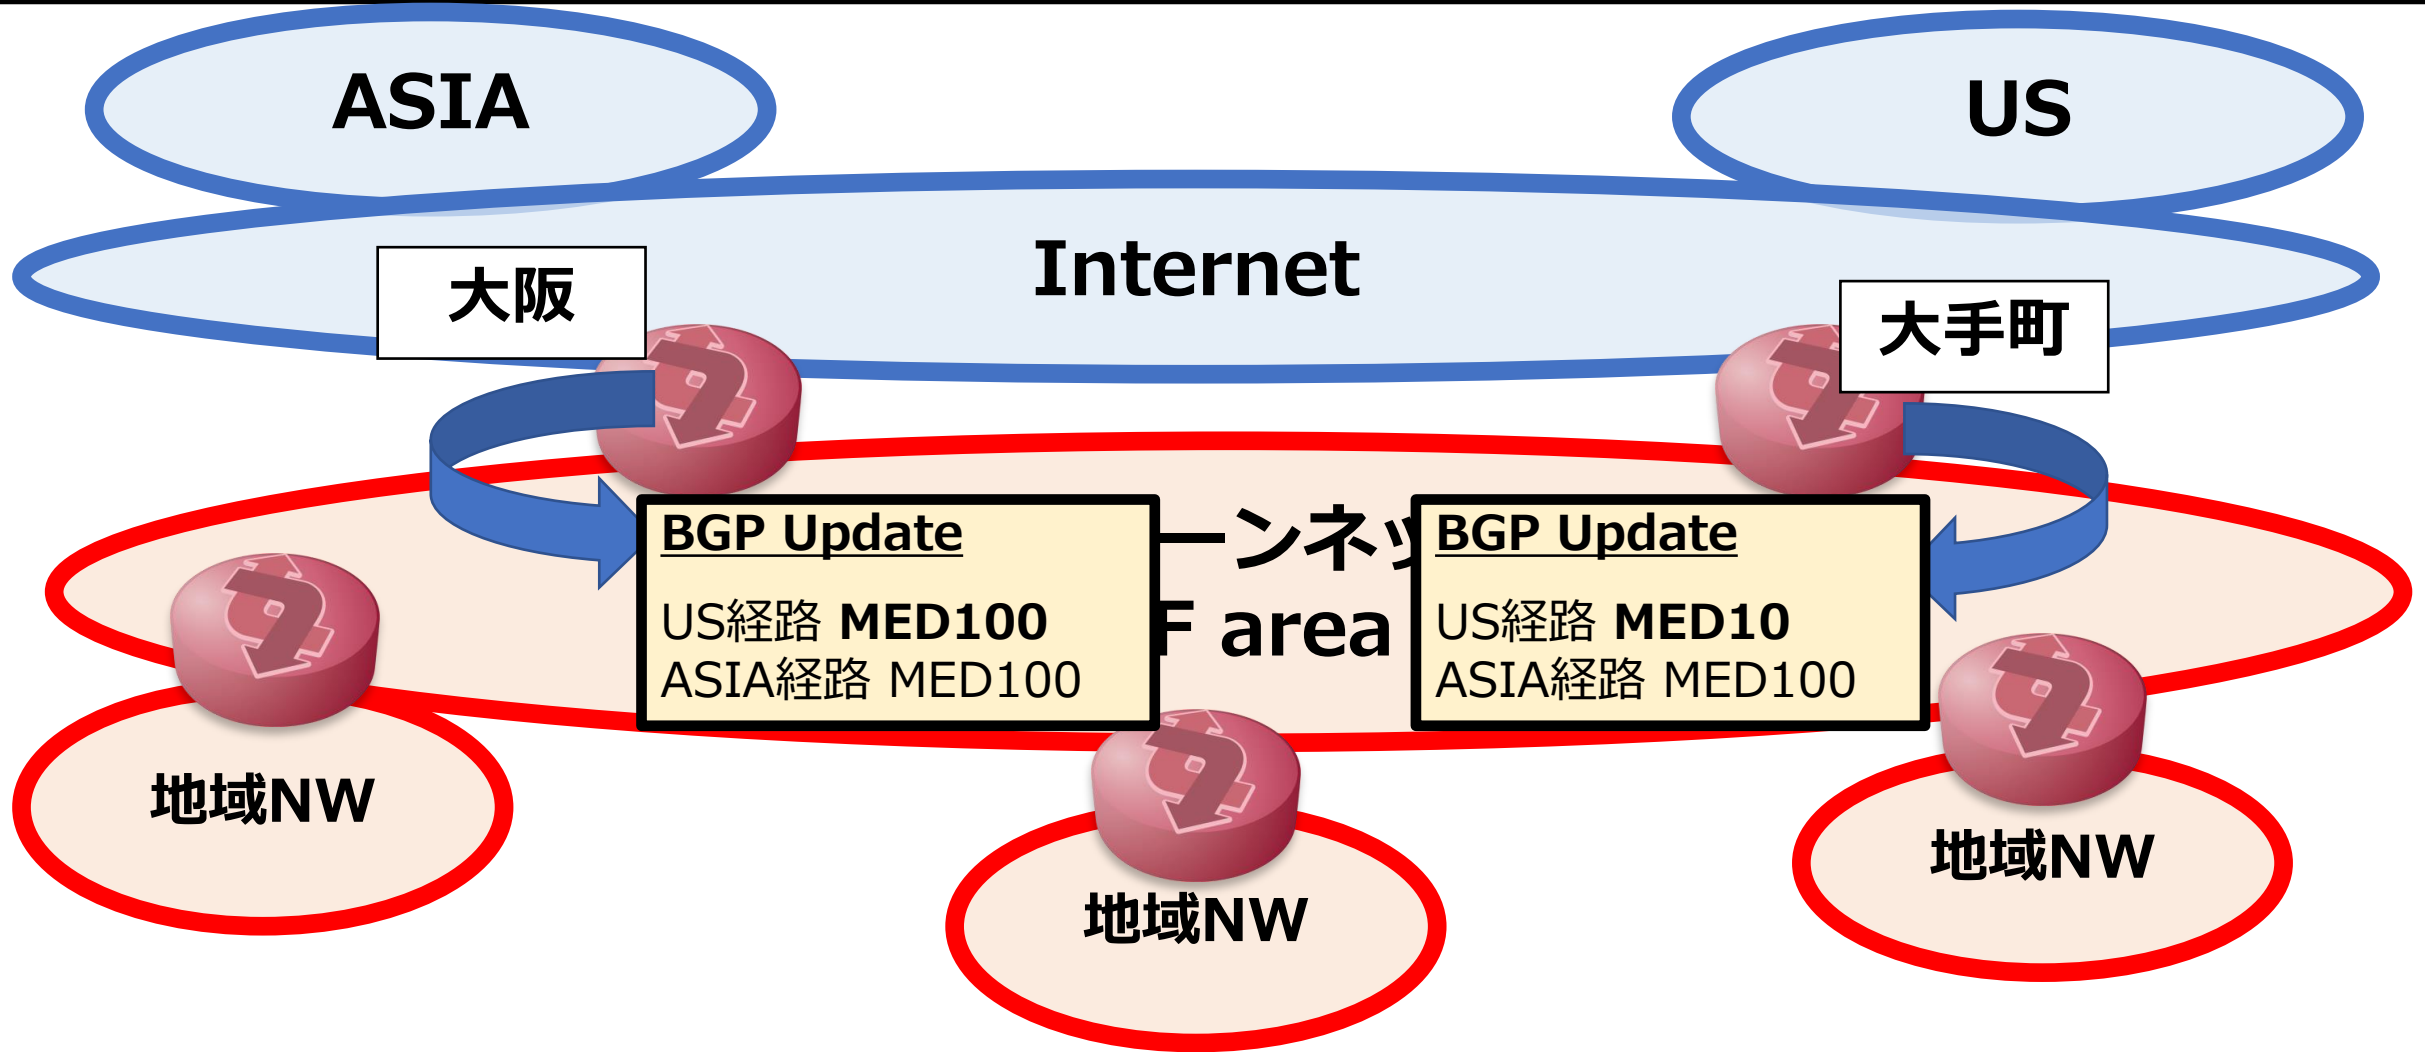 ASIA
US
Internet
大阪
大手町
ーンネッ
F area
BGP Update
US経路 MED100
ASIA経路 MED100
BGP Update
US経路 MED10
ASIA経路 MED100
地域NW
地域NW
地域NW